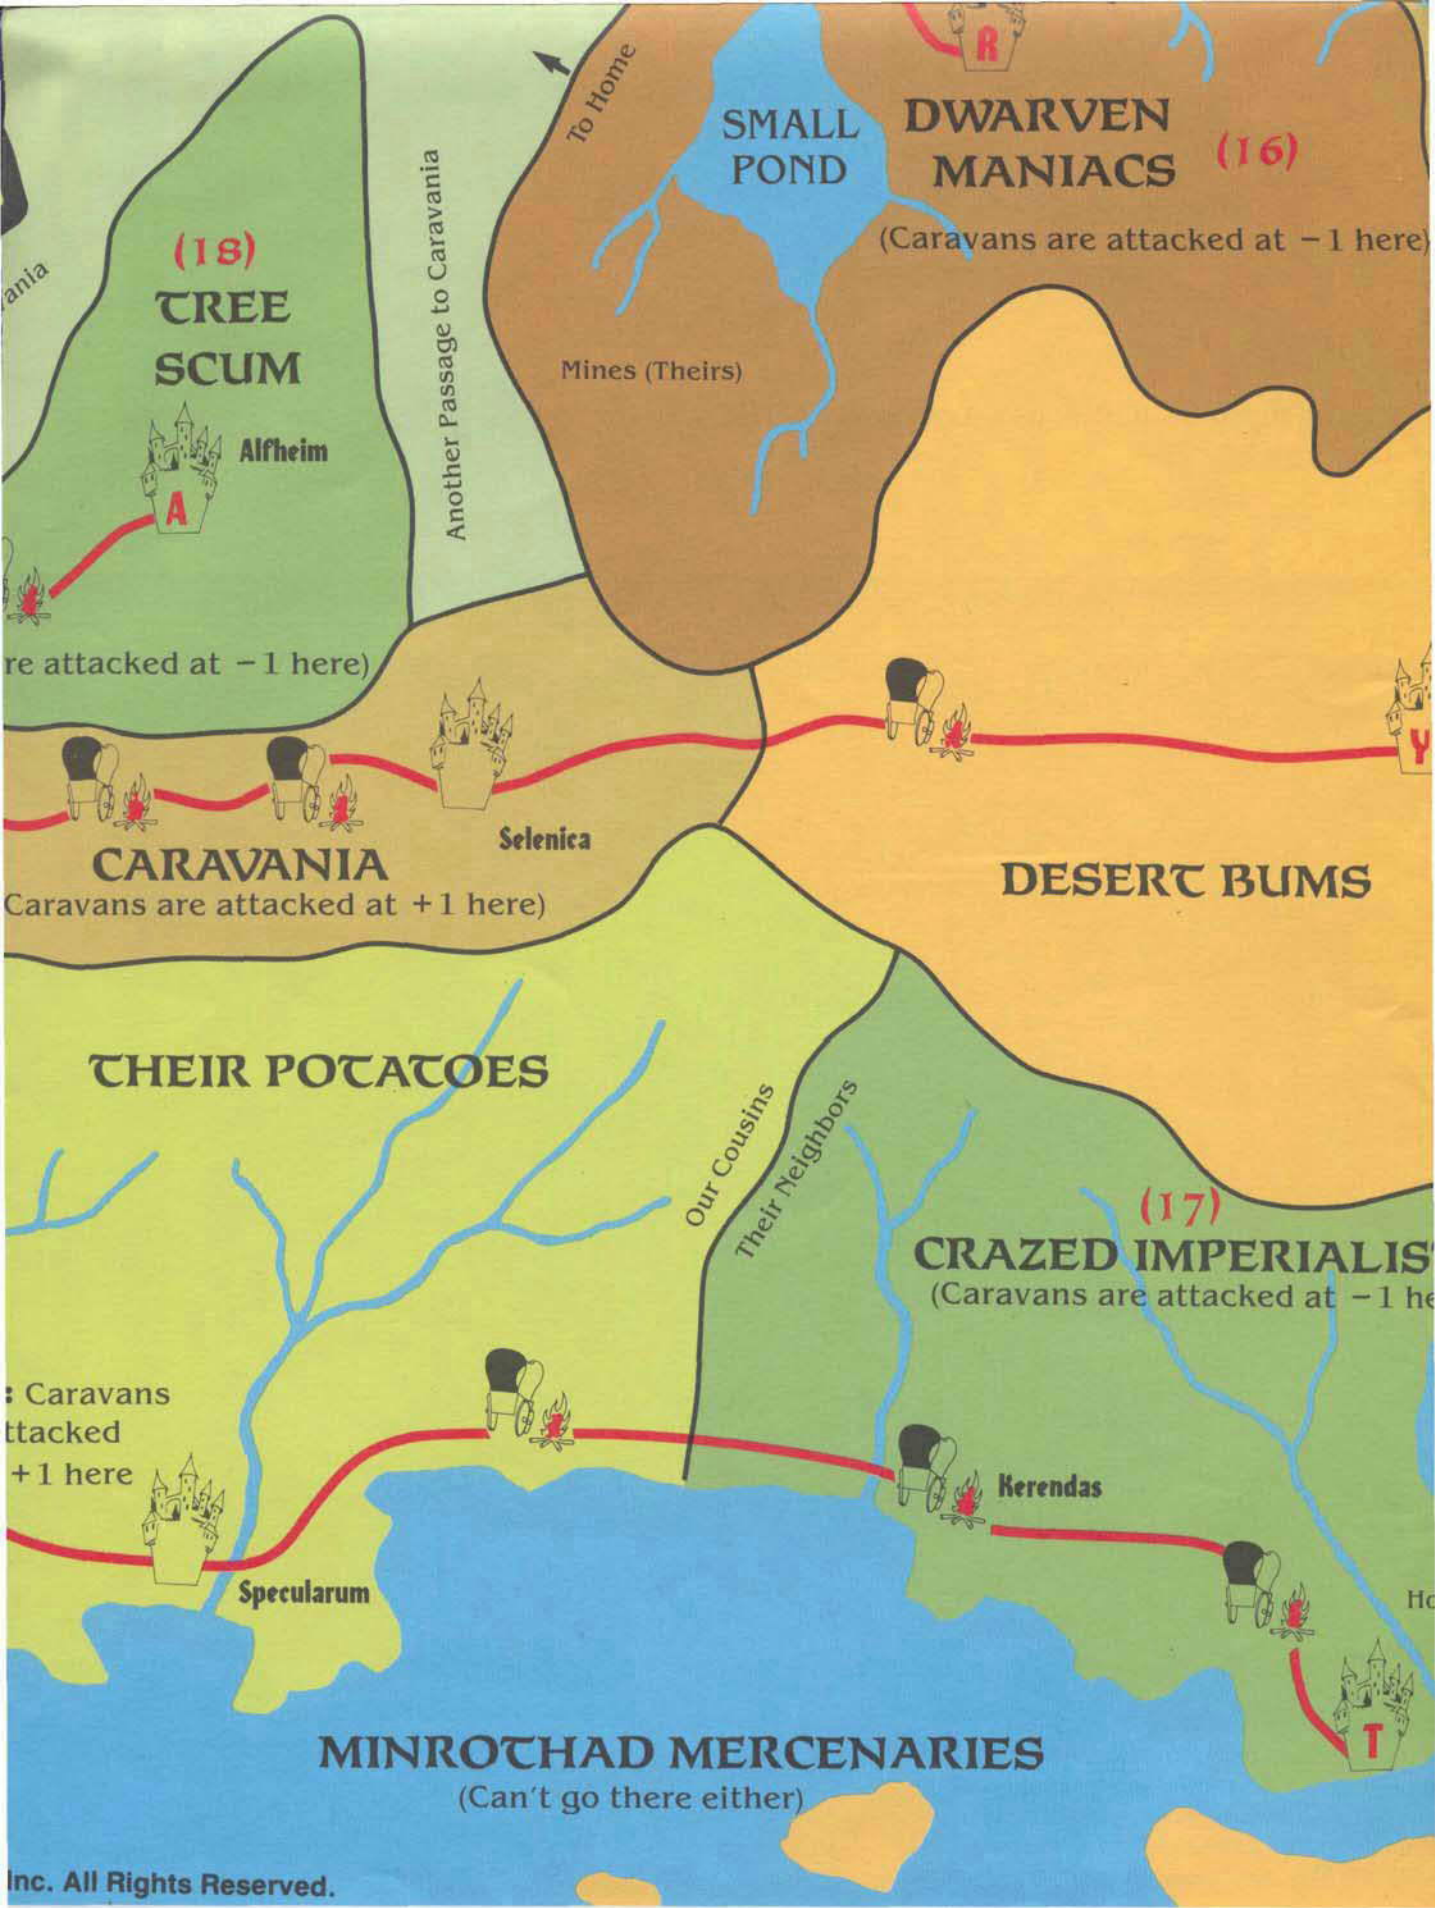 To Home
R
SMALL
POND
DWARVEN
MANIACS
(16)
(Caravans are attacked at −1 here)
Mines (Theirs)
ania
(18)
TREE
SCUM
Alfheim
A
Another Passage to Caravania
re attacked at −1 here)
Selenica
Y
CARAVANIA
Caravans are attacked at +1 here)
DESERT BUMS
THEIR POTATOES
Our Cousins
Their Neighbors
(17)
CRAZED IMPERIALIS
(Caravans are attacked at −1 he
: Caravans
ttacked
+1 here
Specularum
Kerendas
Ho
T
MINROTHAD MERCENARIES
(Can't go there either)
Inc. All Rights Reserved.